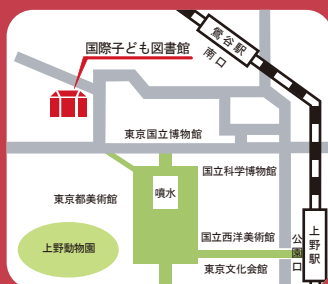 国際子ども図書館
鶯谷駅
南口
東京国立博物館
国立科学博物館
噴水
東京都美術館
上野動物園
国立西洋美術館
東京文化会館
公園口
上野駅